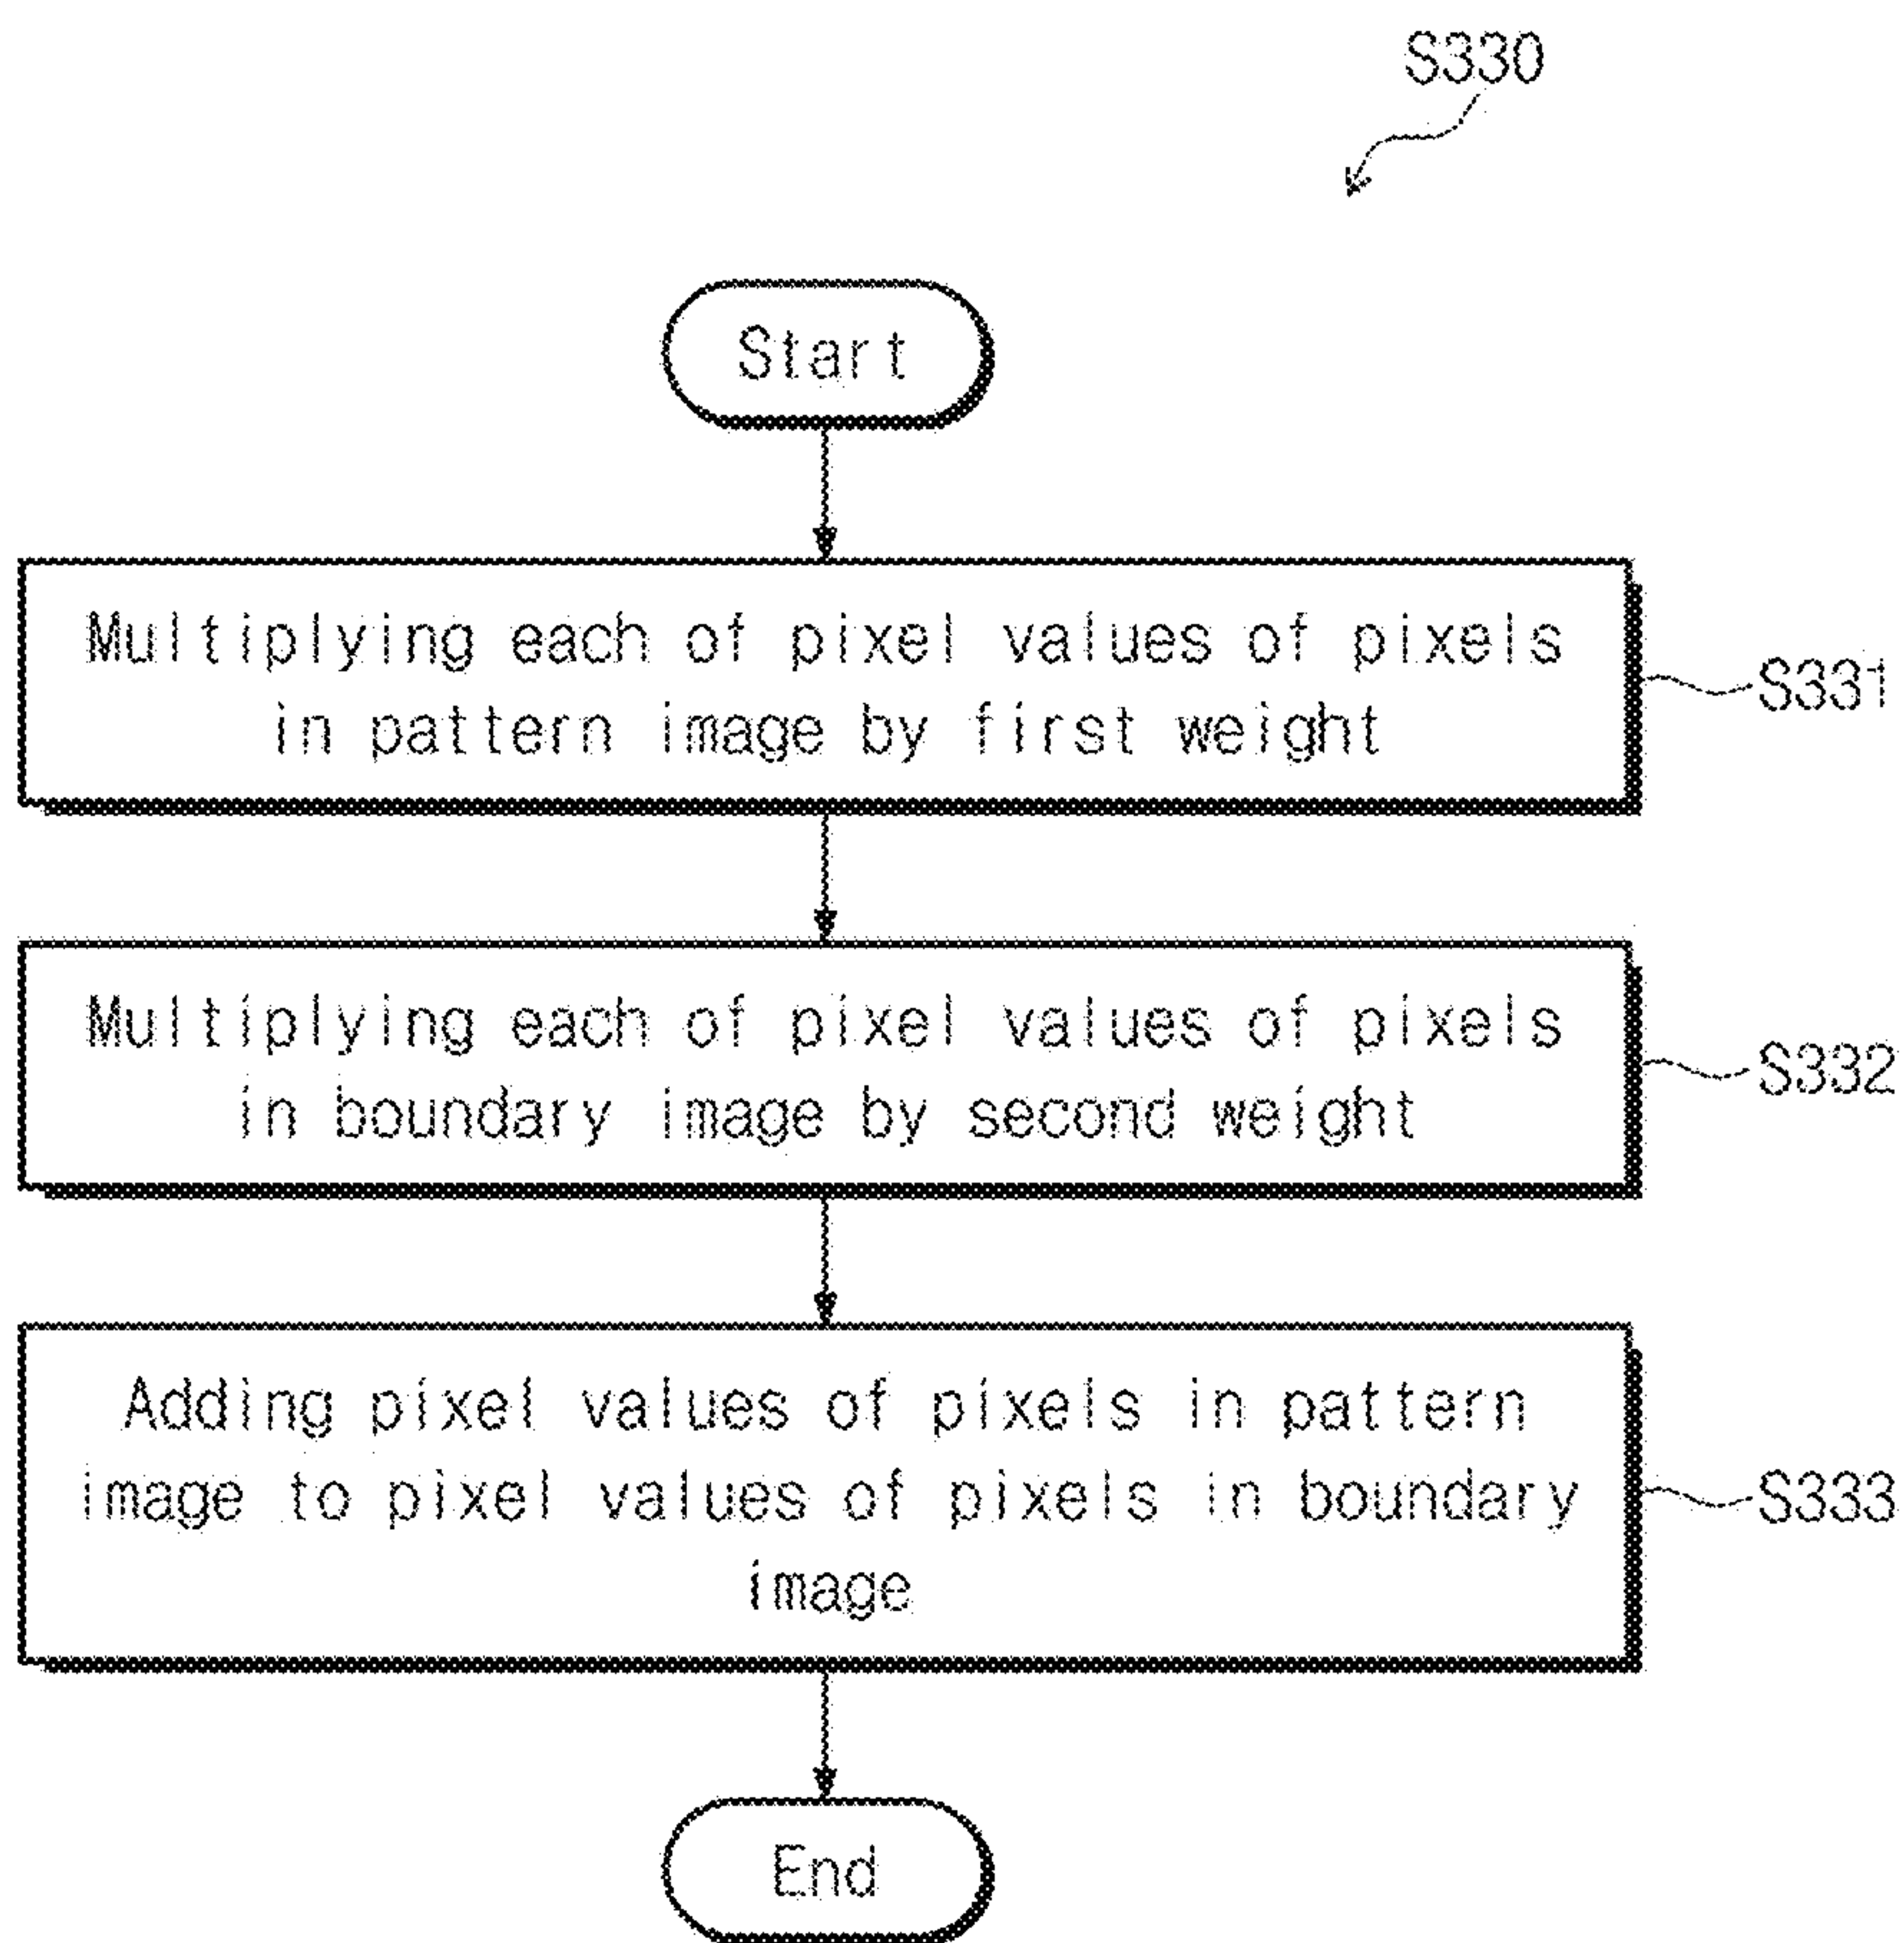 S330
Start
Multiplying each of pixel values of pixels
in pattern image by first weight
S331
Multiplying each of pixel values of pixels
in boundary image by second weight
S332
Adding pixel values of pixels in pattern
image to pixel values of pixels in boundary
image
S333
End